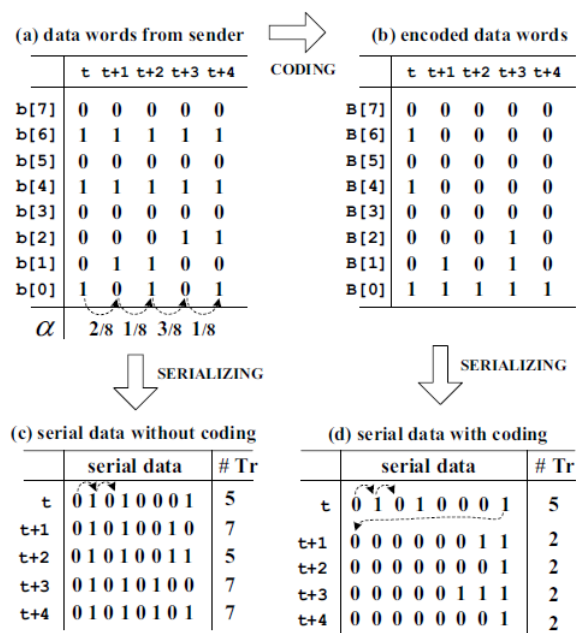 (a) data words from sender
CODING
(b) encoded data words
t t+1 t+2 t+3 t+4
b[7] 0 0 0 0 0
b[6] 1 1 1 1 1
b[5] 0 0 0 0 0
b[4] 1 1 1 1 1
b[3] 0 0 0 0 0
b[2] 0 0 0 1 1
b[1] 0 1 1 0 0
b[0] 1 0 1 0 1
α 2/8 1/8 3/8 1/8
t t+1 t+2 t+3 t+4
B[7] 0 0 0 0 0
B[6] 1 0 0 0 0
B[5] 0 0 0 0 0
B[4] 1 0 0 0 0
B[3] 0 0 0 0 0
B[2] 0 0 0 1 0
B[1] 0 1 0 1 0
B[0] 1 1 1 1 1
SERIALIZING
SERIALIZING
(c) serial data without coding
serial data # Tr
t 0 1 0 1 0 0 0 1 5
t+1 0 1 0 1 0 0 1 0 7
t+2 0 1 0 1 0 0 1 1 5
t+3 0 1 0 1 0 1 0 0 7
t+4 0 1 0 1 0 1 0 1 7
(d) serial data with coding
serial data # Tr
t 0 1 0 1 0 0 0 1 5
t+1 0 0 0 0 0 0 1 1 2
t+2 0 0 0 0 0 0 0 1 2
t+3 0 0 0 0 0 1 1 1 2
t+4 0 0 0 0 0 0 0 1 2